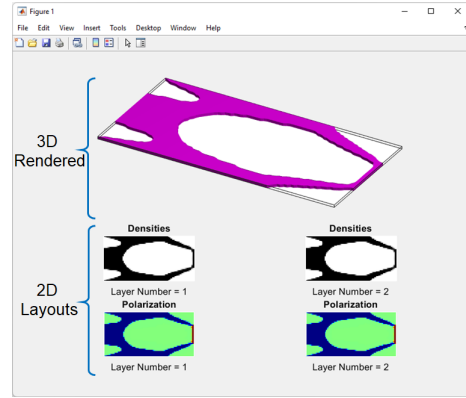 Figure 1
File Edit View Insert Tools Desktop Window Help
3D
Rendered
2D
Layouts
Densities
Layer Number = 1
Polarization
Layer Number = 1
Densities
Layer Number = 2
Polarization
Layer Number = 2